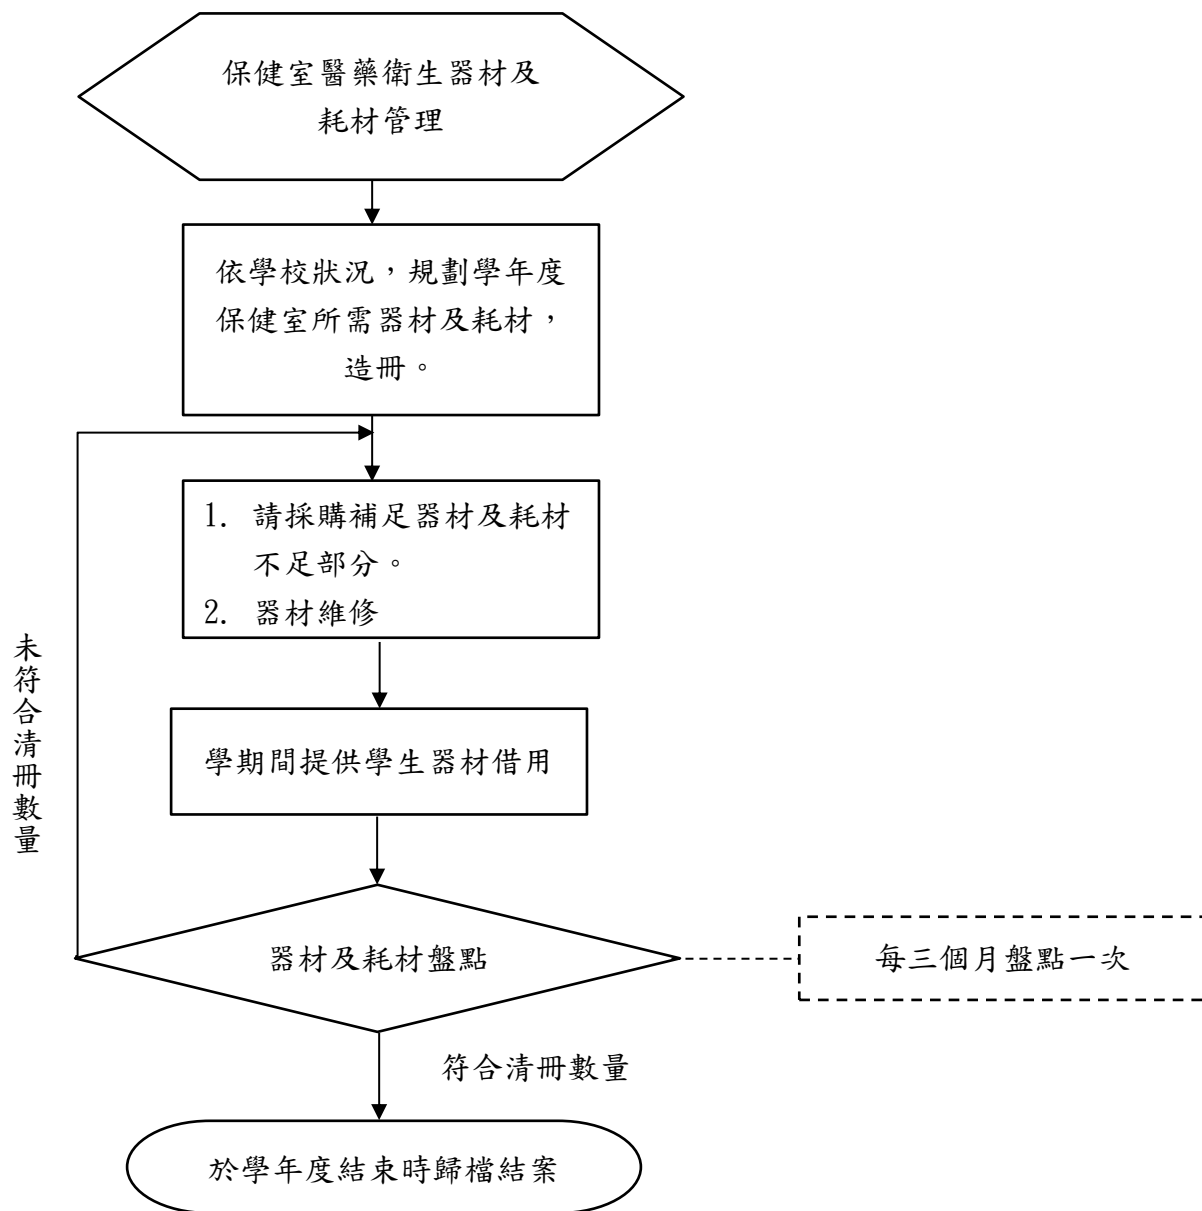 保健室醫藥衛生器材及
耗材管理
依學校狀況，規劃學年度
保健室所需器材及耗材，
造冊。
1. 請採購補足器材及耗材
不足部分。
2. 器材維修
未符合清冊數量
學期間提供學生器材借用
器材及耗材盤點
每三個月盤點一次
符合清冊數量
於學年度結束時歸檔結案